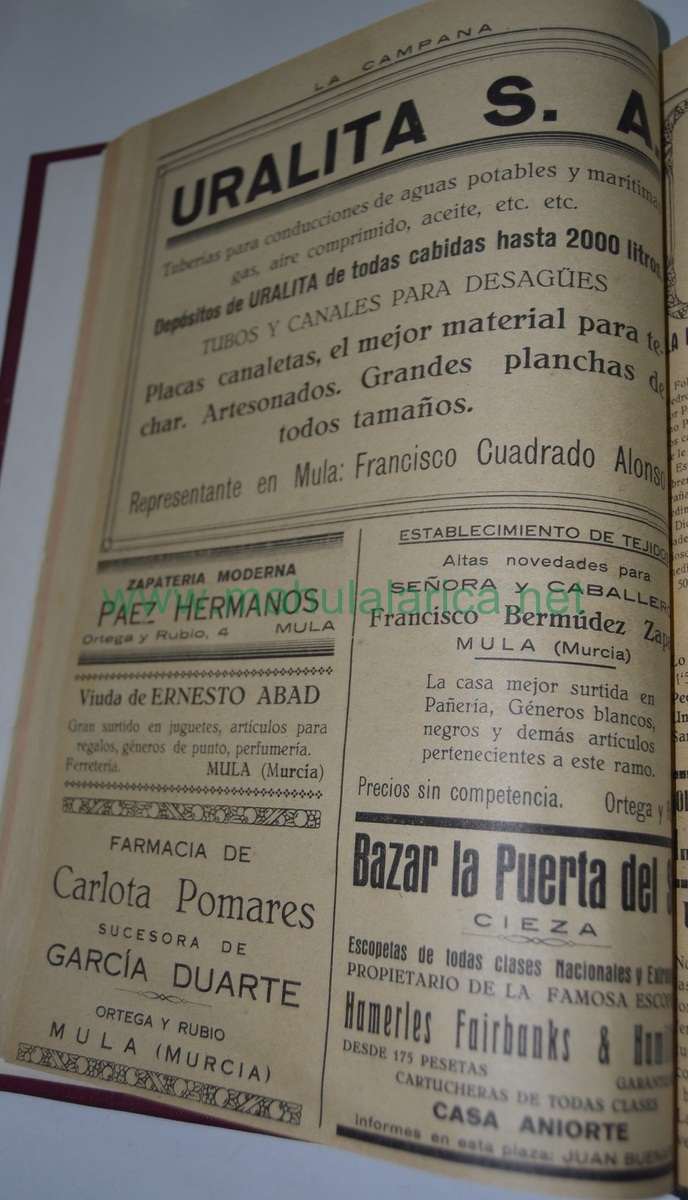 LA CAMPANA
URALITA S. A.
Tuberías para conducciones de aguas potables y marítimas
gas, aire comprimido, aceite, etc. etc.
Depósitos de URALITA de todas cabidas hasta 2000 litros
TUBOS Y CANALES PARA DESAGÜES
Placas canaletas, el mejor material para te-
char. Artesonados. Grandes planchas de
todos tamaños.
Representante en Mula: Francisco Cuadrado Alonso
ZAPATERIA MODERNA
PAEZ HERMANOS
Ortega y Rubio, 4 MULA
Viuda de ERNESTO ABAD
Gran surtido en juguetes, artículos para
regalos, géneros de punto, perfumería.
Ferretería. MULA (Murcia)
FARMACIA DE
Carlota Pomares
SUCESORA DE
GARCÍA DUARTE
ORTEGA Y RUBIO
MULA (MURCIA)
ESTABLECIMIENTO DE TEJIDOS
Altas novedades para
SEÑORA y CABALLERO
Francisco Bermúdez
MULA (Murcia)
La casa mejor surtida en
Pañería, Géneros blancos,
negros y demás artículos
pertenecientes a este ramo.
Precios sin competencia. Ortega y
Bazar la Puerta del
CIEZA
Escopelas de todas clases Nacionales y
PROPIETARIO DE LA FAMOSA
Hamerles Fairbanks &
DESDE 175 PESETAS
CARTUCHERAS DE TODAS CLASES
CASA ANIORTE
Informes en esta plaza: JUAN